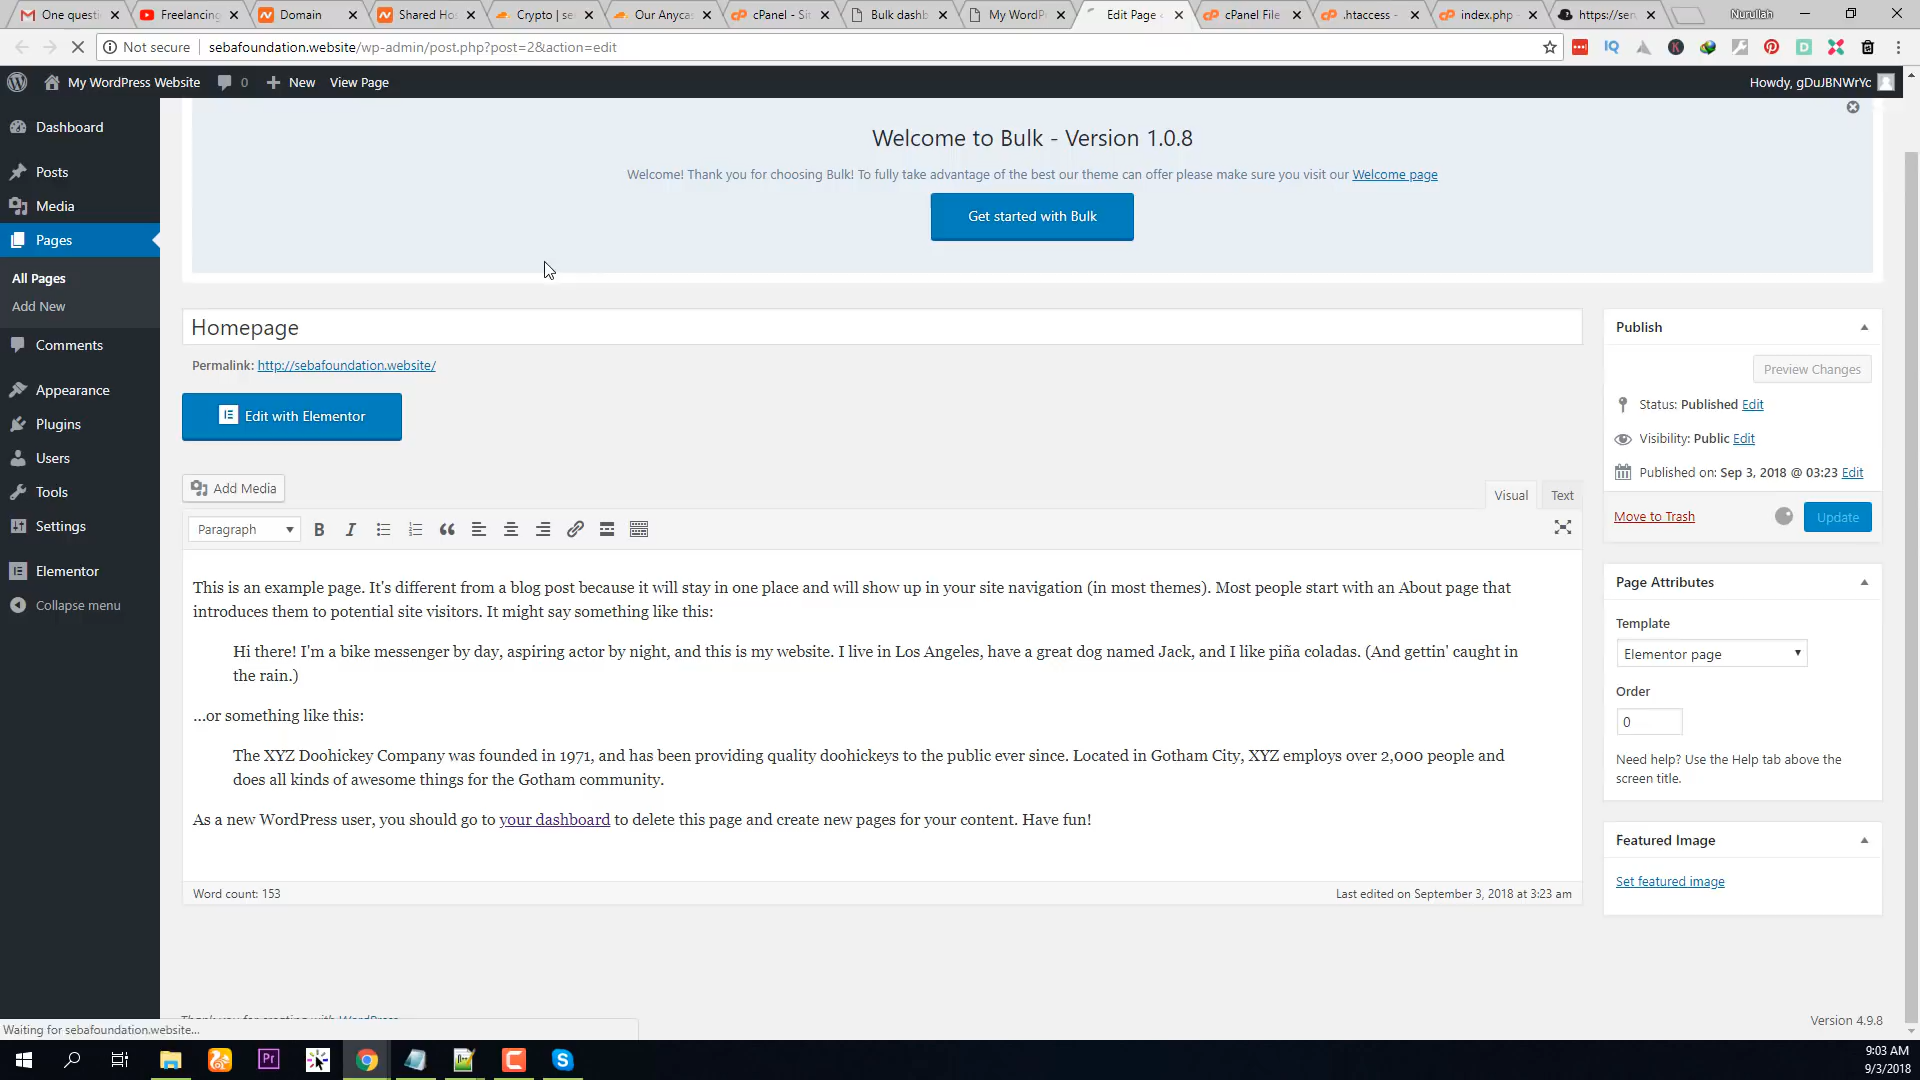 One questi
Freelancing
Domain
Shared Ho
Crypto | se
Our Anyca
cPanel - Si
Bulk dashb
My WordP
Edit Page
cPanel File
.htaccess -
index.php -
https://sen
Nurullah
Not secure
sebafoundation.website/wp-admin/post.php?post=2&action=edit
My WordPress Website
0
New
View Page
Howdy, gDuJBNWrYc
Dashboard
Posts
Media
Pages
All Pages
Add New
Comments
Appearance
Plugins
Users
Tools
Settings
Elementor
Collapse menu
Welcome to Bulk - Version 1.0.8
Welcome! Thank you for choosing Bulk! To fully take advantage of the best our theme can offer please make sure you visit our Welcome page
Get started with Bulk
Homepage
Permalink: http://sebafoundation.website/
Edit with Elementor
Add Media
Visual
Text
Paragraph
This is an example page. It's different from a blog post because it will stay in one place and will show up in your site navigation (in most themes). Most people start with an About page that
introduces them to potential site visitors. It might say something like this:
Hi there! I'm a bike messenger by day, aspiring actor by night, and this is my website. I live in Los Angeles, have a great dog named Jack, and I like piña coladas. (And gettin' caught in
the rain.)
...or something like this:
The XYZ Doohickey Company was founded in 1971, and has been providing quality doohickeys to the public ever since. Located in Gotham City, XYZ employs over 2,000 people and
does all kinds of awesome things for the Gotham community.
As a new WordPress user, you should go to your dashboard to delete this page and create new pages for your content. Have fun!
Word count: 153
Last edited on September 3, 2018 at 3:23 am
Publish
Preview Changes
Status: Published Edit
Visibility: Public Edit
Published on: Sep 3, 2018 @ 03:23 Edit
Move to Trash
Update
Page Attributes
Template
Elementor page
Order
0
Need help? Use the Help tab above the
screen title.
Featured Image
Set featured image
Thank you for creating with WordPress
Version 4.9.8
Waiting for sebafoundation.website...
9:03 AM
9/3/2018